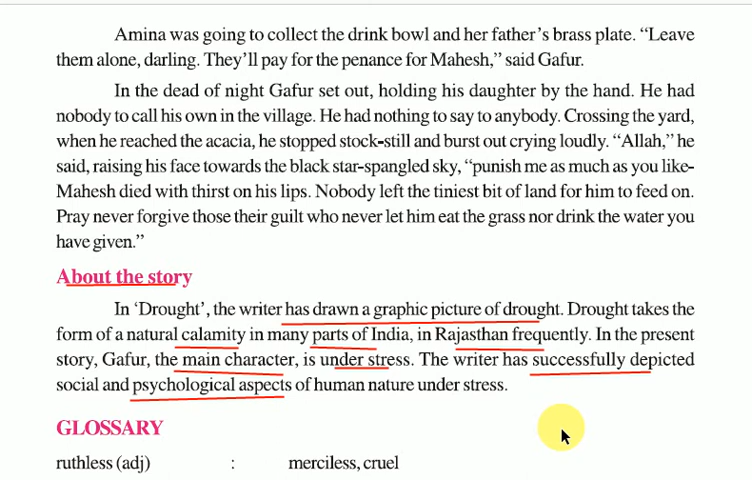 Amina was going to collect the drink bowl and her father's brass plate. “Leave
them alone, darling. They'll pay for the penance for Mahesh,” said Gafur.
In the dead of night Gafur set out, holding his daughter by the hand. He had
nobody to call his own in the village. He had nothing to say to anybody. Crossing the yard,
when he reached the acacia, he stopped stock-still and burst out crying loudly. “Allah,” he
said, raising his face towards the black star-spangled sky, “punish me as much as you like-
Mahesh died with thirst on his lips. Nobody left the tiniest bit of land for him to feed on.
Pray never forgive those their guilt who never let him eat the grass nor drink the water you
have given.”
About the story
In ‘Drought’, the writer has drawn a graphic picture of drought. Drought takes the
form of a natural calamity in many parts of India, in Rajasthan frequently. In the present
story, Gafur, the main character, is under stress. The writer has successfully depicted
social and psychological aspects of human nature under stress.
GLOSSARY
ruthless (adj) : merciless, cruel